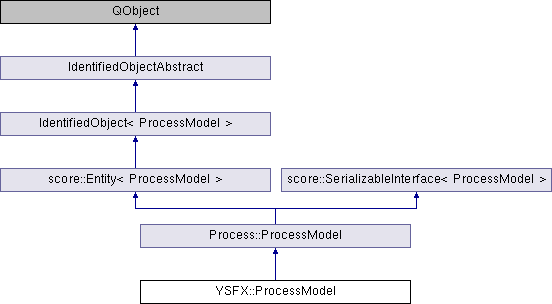 QObject
IdentifiedObjectAbstract
IdentifiedObject< ProcessModel >
score::Entity< ProcessModel >
score::SerializableInterface< ProcessModel >
Process::ProcessModel
YSFX::ProcessModel